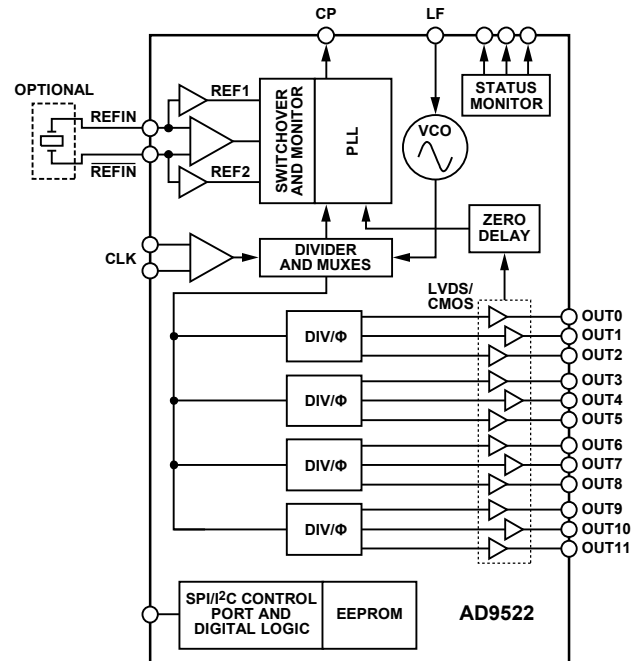 CP
LF
OPTIONAL
REFIN
REF1
SWITCHOVER
AND MONITOR
PLL
VCO
STATUS
MONITOR
REFIN
REF2
CLK
DIVIDER
AND MUXES
ZERO
DELAY
LVDS/
CMOS
DIV/Φ
OUT0
OUT1
OUT2
DIV/Φ
OUT3
OUT4
OUT5
DIV/Φ
OUT6
OUT7
OUT8
DIV/Φ
OUT9
OUT10
OUT11
SPI/I²C CONTROL
PORT AND
DIGITAL LOGIC
EEPROM
AD9522